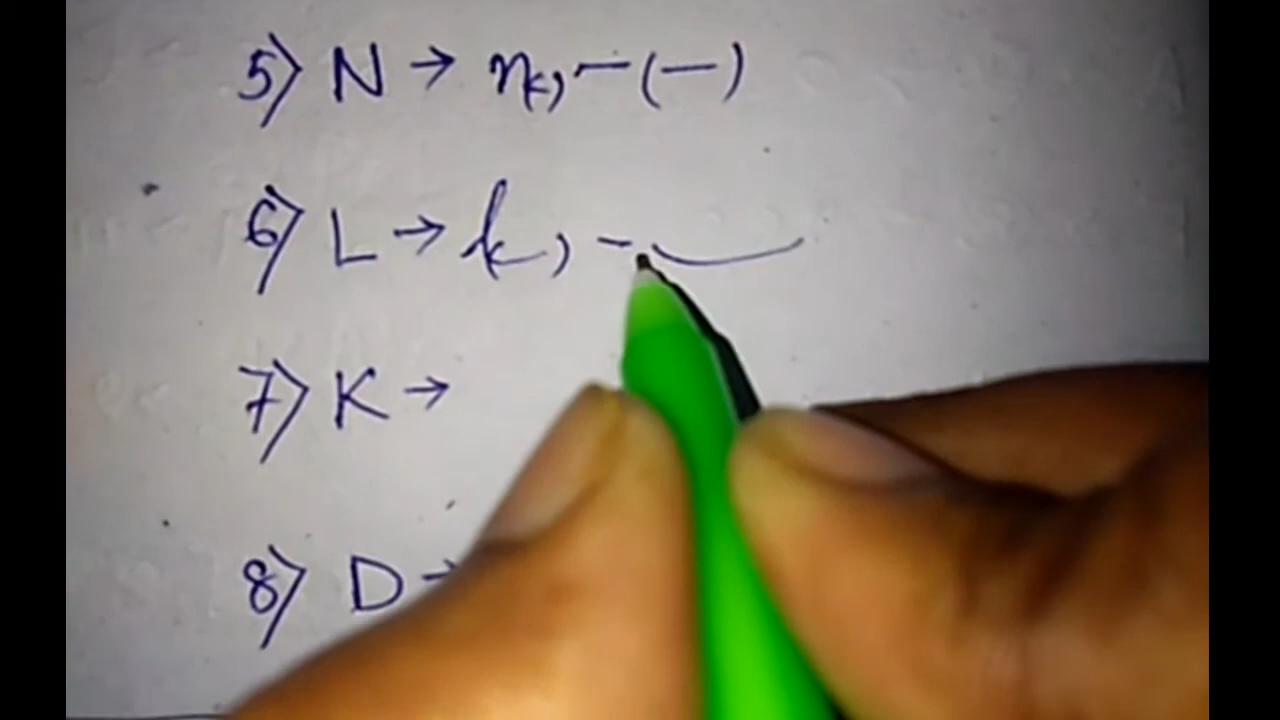 5) N → n(-) - (-)
6) L → l(-) -
7) K →
8) D →